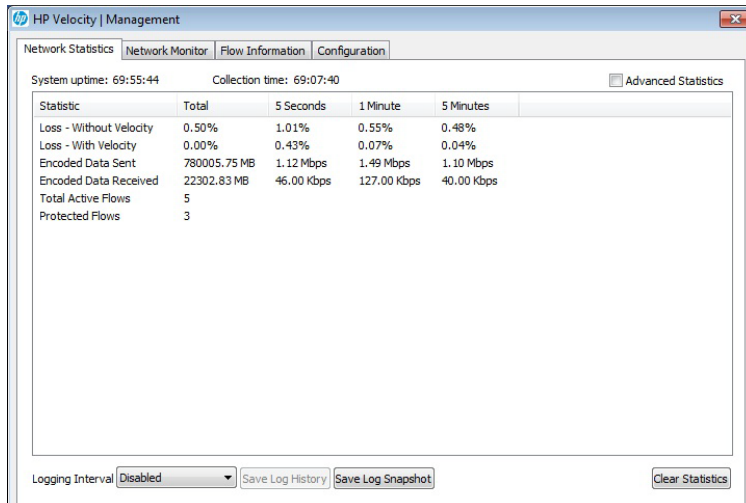 hp HP Velocity | Management
Network Statistics Network Monitor Flow Information Configuration
System uptime: 69:55:44 Collection time: 69:07:40 Advanced Statistics
Statistic Total 5 Seconds 1 Minute 5 Minutes
Loss - Without Velocity 0.50% 1.01% 0.55% 0.48%
Loss - With Velocity 0.00% 0.43% 0.07% 0.04%
Encoded Data Sent 780005.75 MB 1.12 Mbps 1.49 Mbps 1.10 Mbps
Encoded Data Received 22302.83 MB 46.00 Kbps 127.00 Kbps 40.00 Kbps
Total Active Flows 5
Protected Flows 3
Logging Interval Disabled Save Log History Save Log Snapshot Clear Statistics